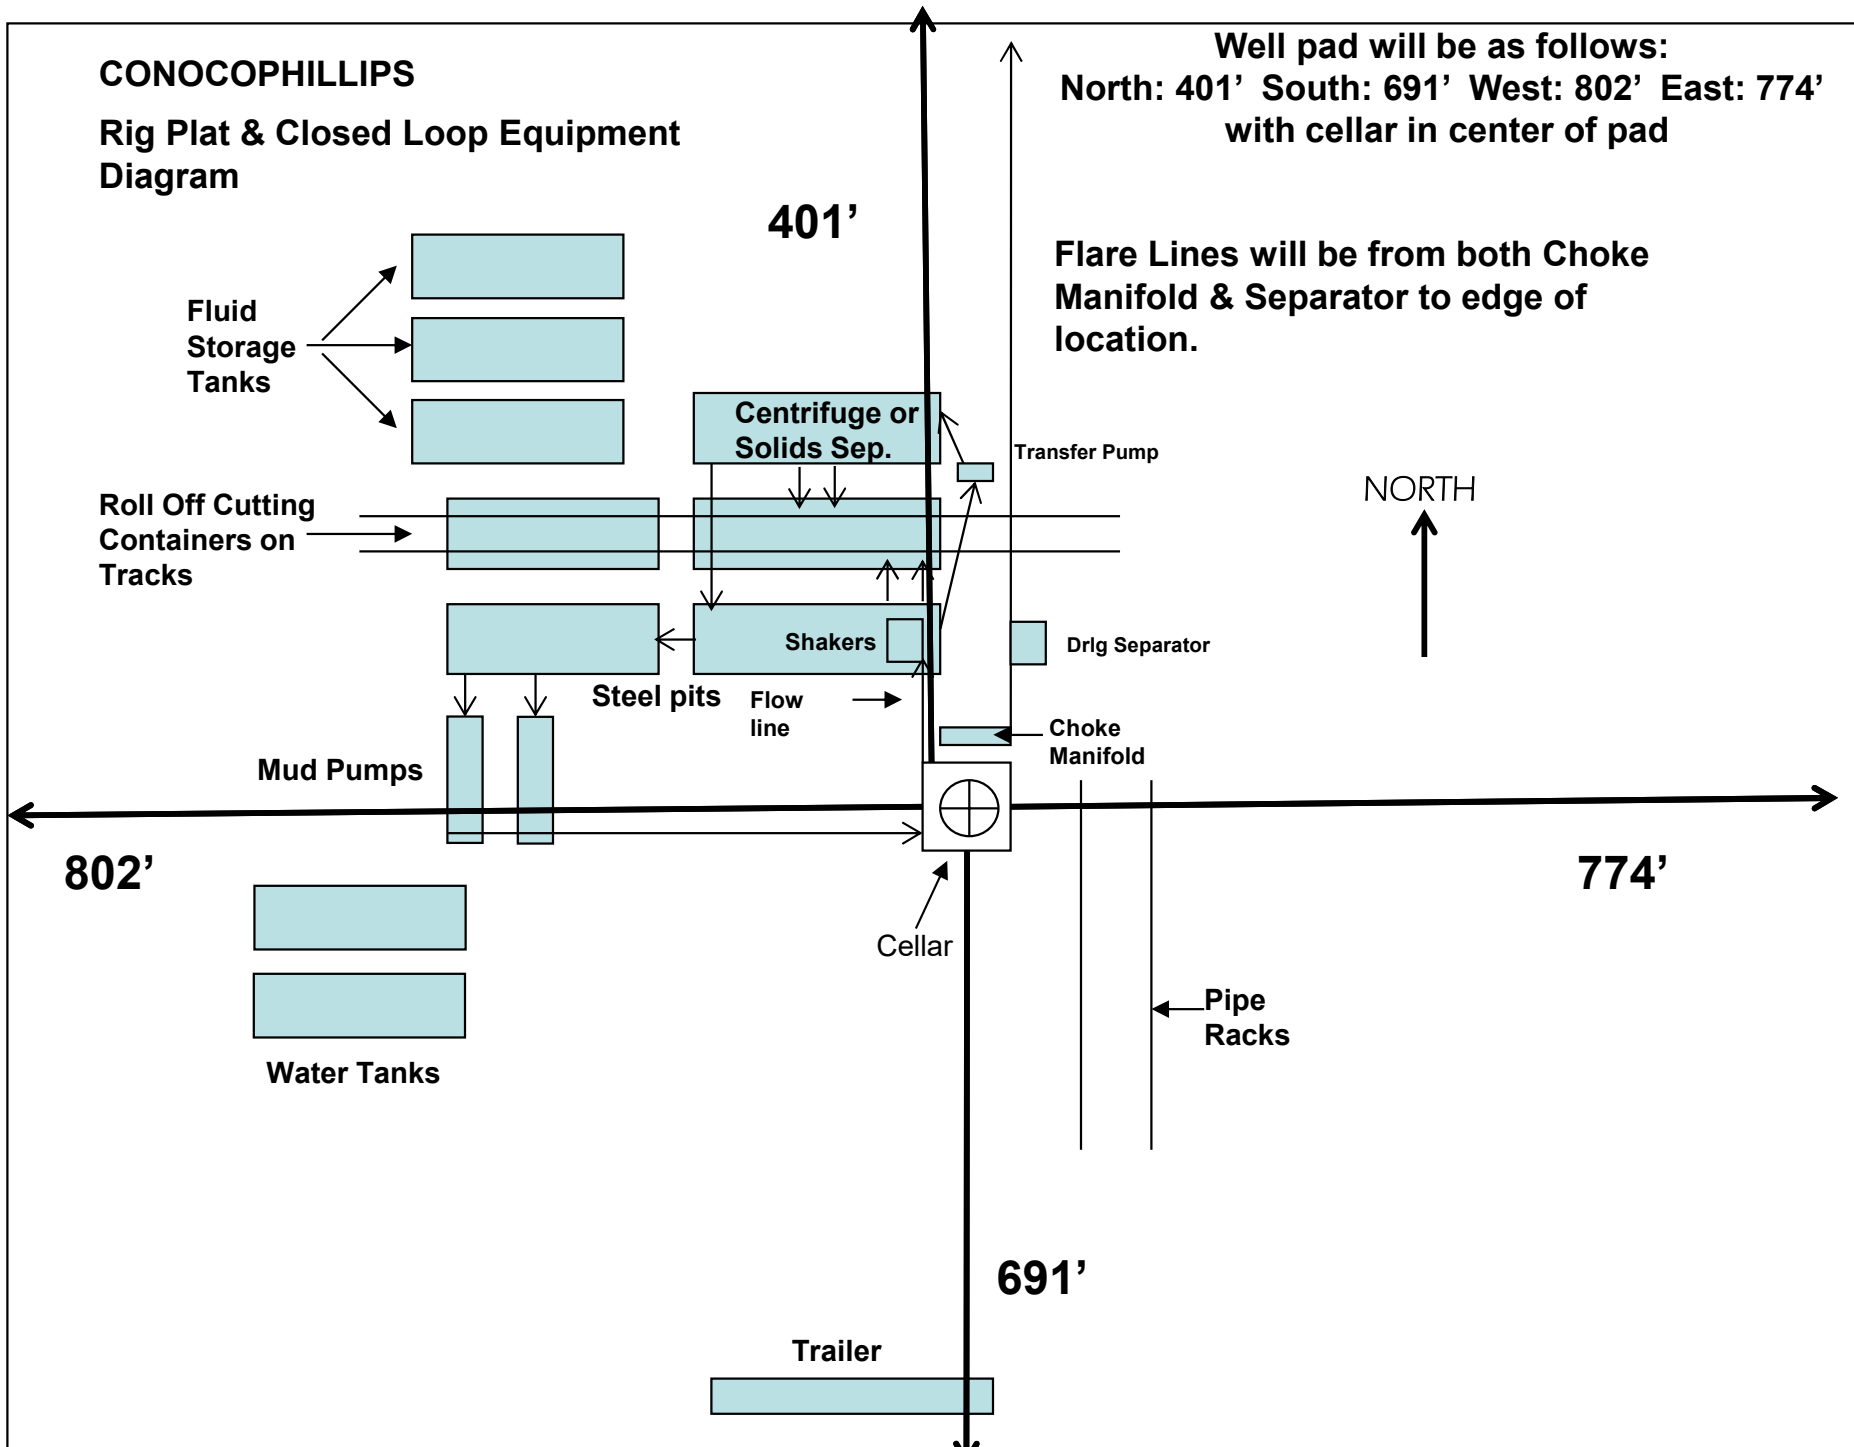 CONOCOPHILLIPS
Rig Plat & Closed Loop Equipment
Diagram
Well pad will be as follows:
North: 401’ South: 691’ West: 802’ East: 774’
with cellar in center of pad
401’
Flare Lines will be from both Choke
Manifold & Separator to edge of
location.
Fluid
Storage
Tanks
Centrifuge or
Solids Sep.
Transfer Pump
NORTH
Roll Off Cutting
Containers on
Tracks
Shakers
Drlg Separator
Steel pits
Flow
line
Choke
Manifold
Mud Pumps
802’
774’
Cellar
Pipe
Racks
Water Tanks
691’
Trailer